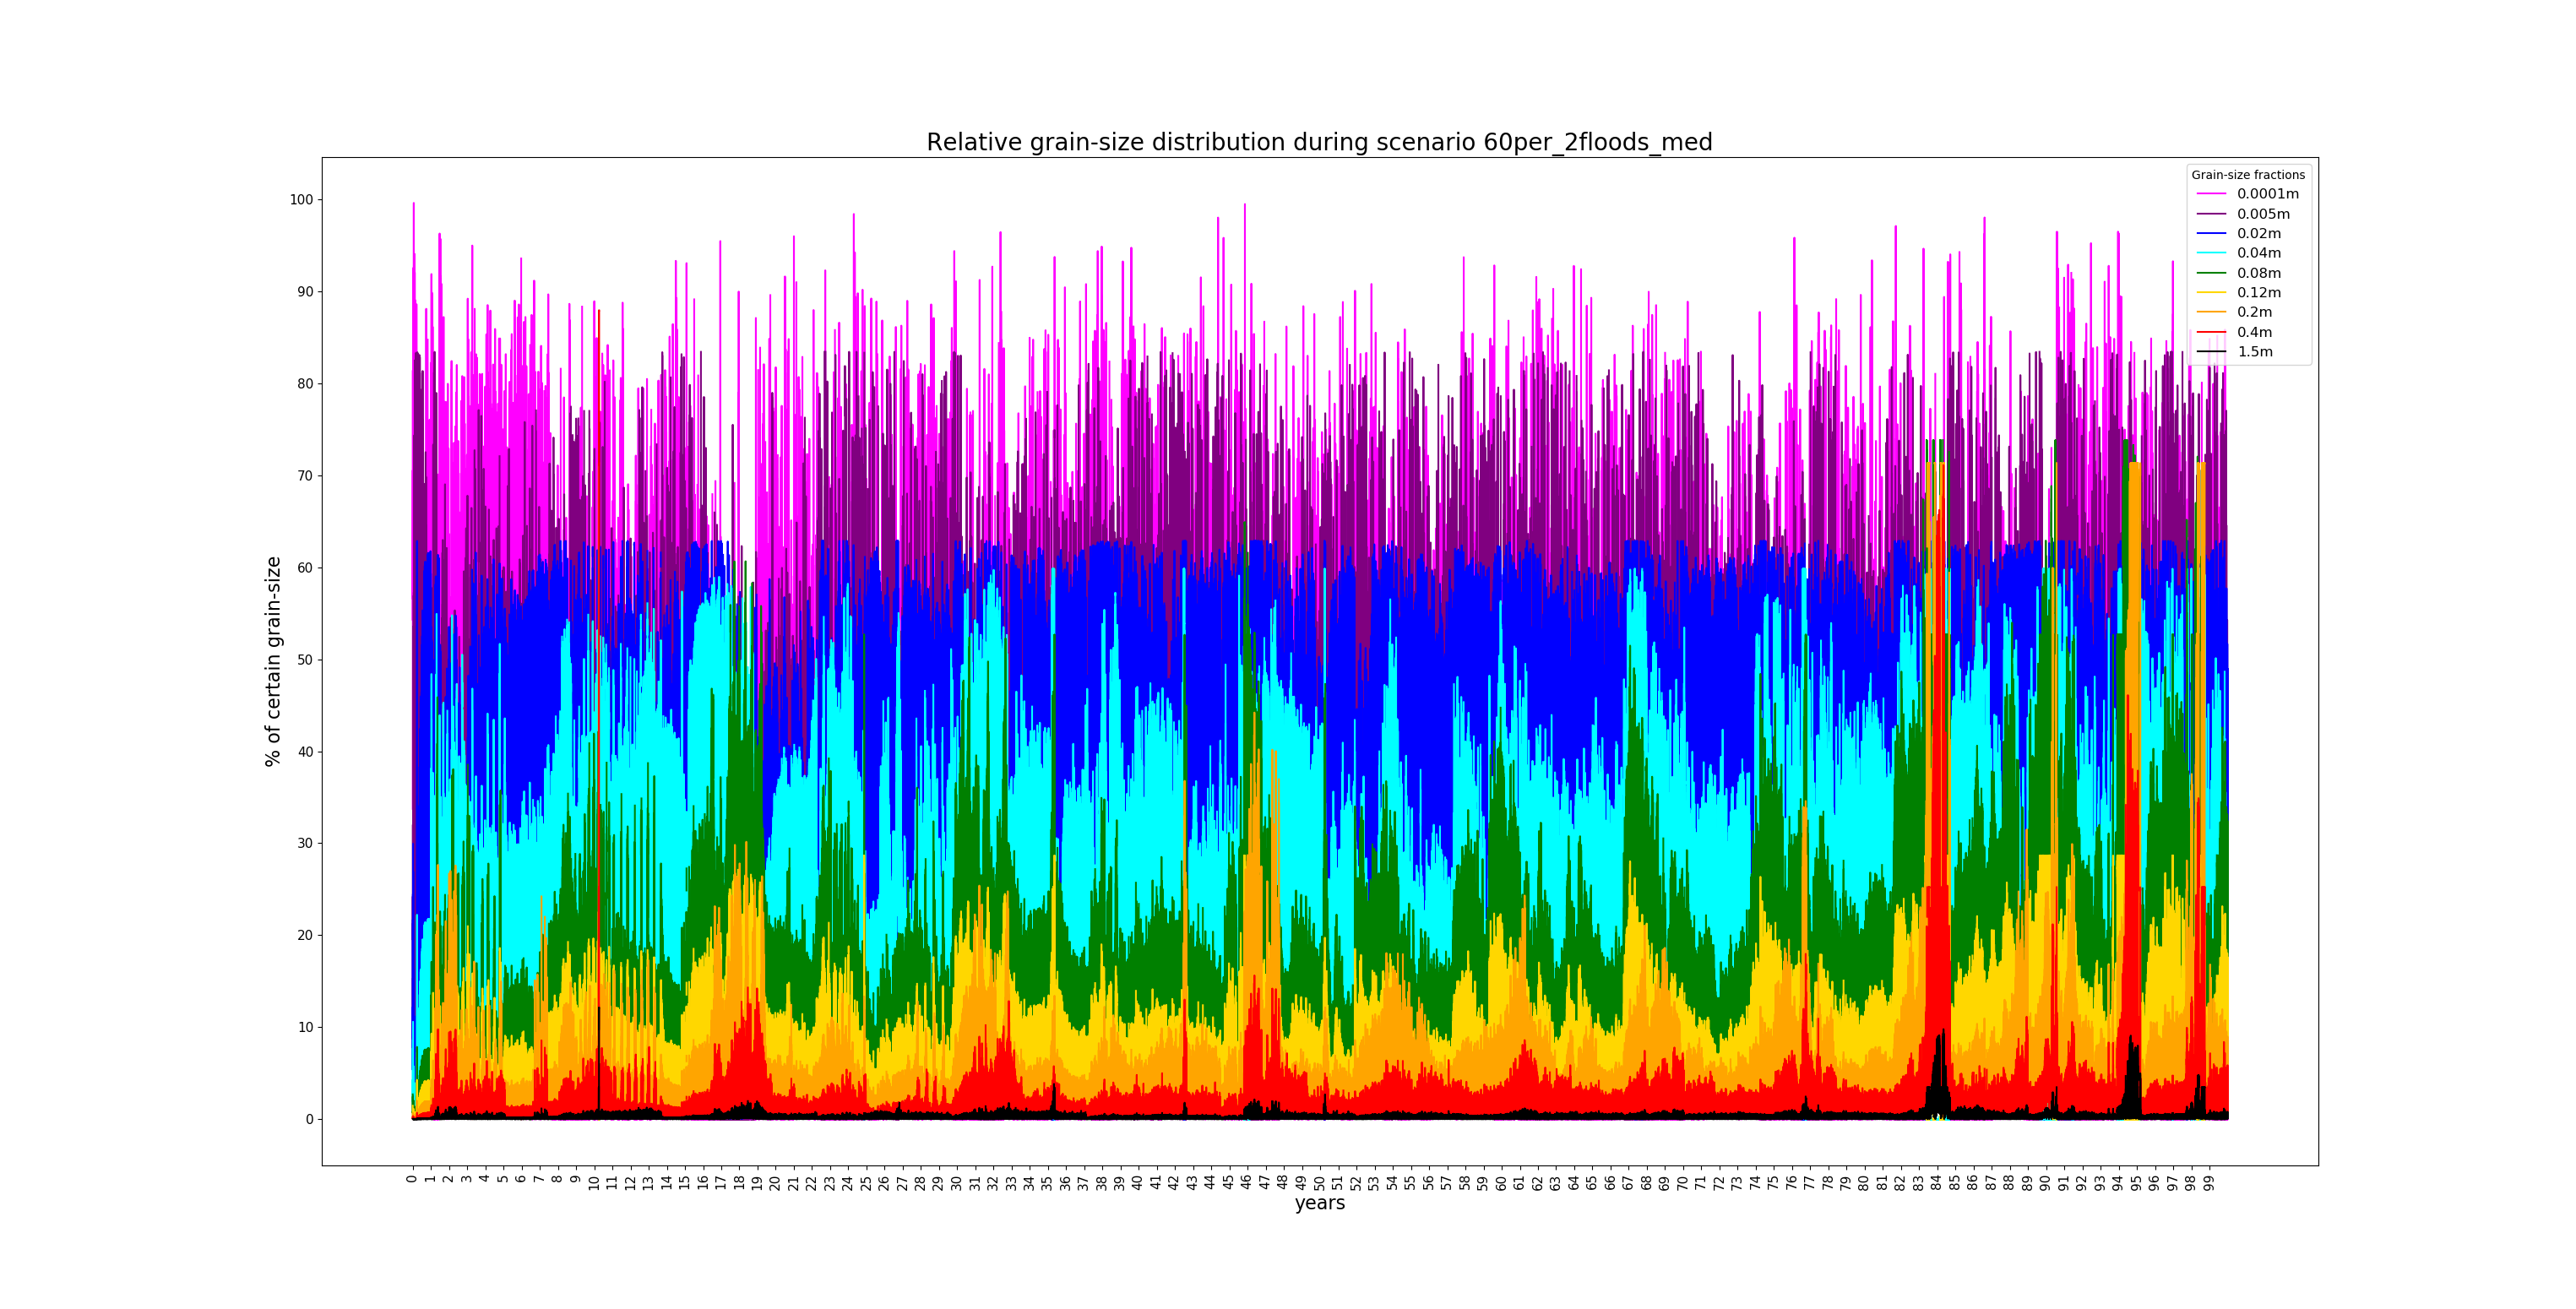 Relative grain-size distribution during scenario 60per_2floods_med
Grain-size fractions
0.0001m
0.005m
0.02m
0.04m
0.08m
0.12m
0.2m
0.4m
1.5m
% of certain grain-size
100
90
80
70
60
50
40
30
20
10
0
0 1 2 3 4 5 6 7 8 9 10 11 12 13 14 15 16 17 18 19 20 21 22 23 24 25 26 27 28 29 30 31 32 33 34 35 36 37 38 39 40 41 42 43 44 45 46 47 48 49 50 51 52 53 54 55 56 57 58 59 60 61 62 63 64 65 66 67 68 69 70 71 72 73 74 75 76 77 78 79 80 81 82 83 84 85 86 87 88 89 90 91 92 93 94 95 96 97 98 99
years